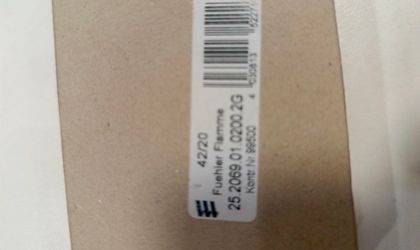 42/20
Fuehler Flamme
25 2069 01 0200 2G
Kontr Nr 99500